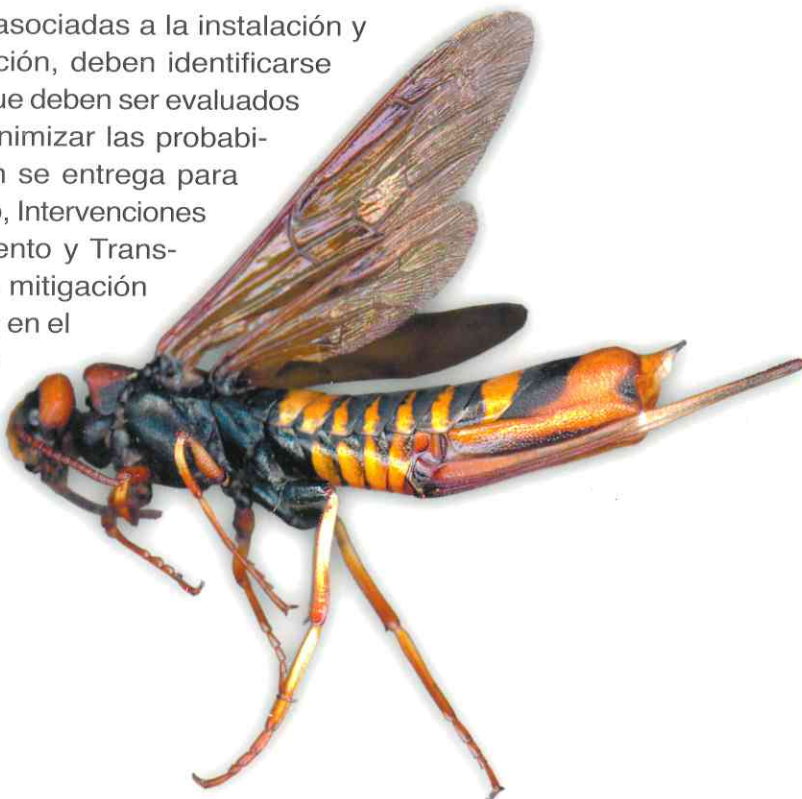 asociadas a la instalación y
ción, deben identificarse
ue deben ser evaluados
nimizar las probabi-
n se entrega para
, Intervenciones
ento y Trans-
mitigación
en el